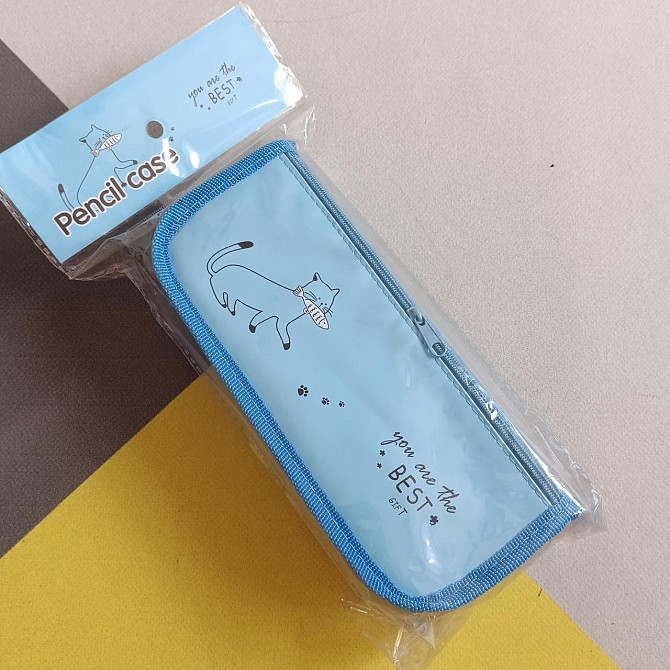 you are the
BEST
GIFT
Pencil-case
you are the
BEST
GIFT